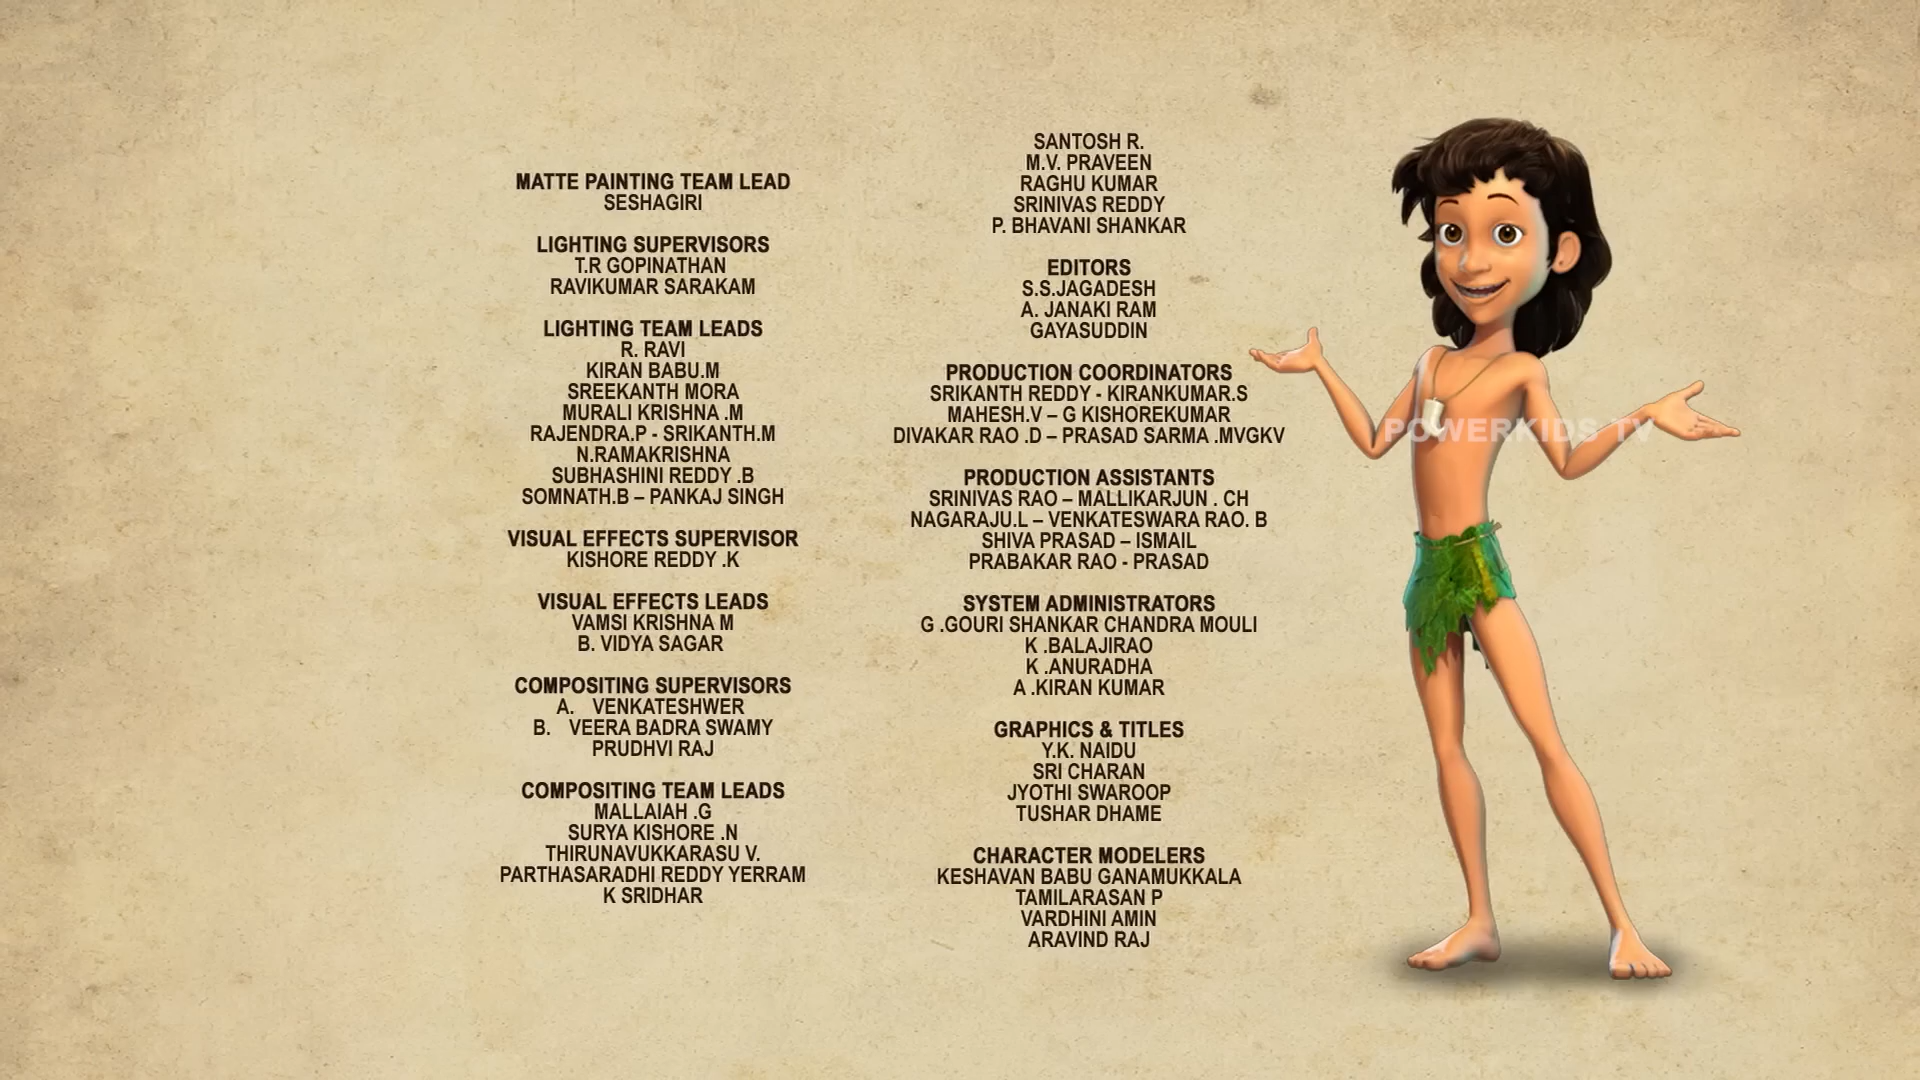 MATTE PAINTING TEAM LEAD
SESHAGIRI
LIGHTING SUPERVISORS
T.R GOPINATHAN
RAVIKUMAR SARAKAM
LIGHTING TEAM LEADS
R. RAVI
KIRAN BABU.M
SREEKANTH MORA
MURALI KRISHNA .M
RAJENDRA.P - SRIKANTH.M
N.RAMAKRISHNA
SUBHASHINI REDDY .B
SOMNATH.B – PANKAJ SINGH
VISUAL EFFECTS SUPERVISOR
KISHORE REDDY .K
VISUAL EFFECTS LEADS
VAMSI KRISHNA M
B. VIDYA SAGAR
COMPOSITING SUPERVISORS
A. VENKATESHWER
B. VEERA BADRA SWAMY
PRUDHVI RAJ
COMPOSITING TEAM LEADS
MALLAIAH .G
SURYA KISHORE .N
THIRUNAVUKKARASU V.
PARTHASARADHI REDDY YERRAM
K SRIDHAR
SANTOSH R.
M.V. PRAVEEN
RAGHU KUMAR
SRINIVAS REDDY
P. BHAVANI SHANKAR
EDITORS
S.S.JAGADESH
A. JANAKI RAM
GAYASUDDIN
PRODUCTION COORDINATORS
SRIKANTH REDDY - KIRANKUMAR.S
MAHESH.V – G KISHOREKUMAR
DIVAKAR RAO .D – PRASAD SARMA .MVGKV
PRODUCTION ASSISTANTS
SRINIVAS RAO – MALLIKARJUN . CH
NAGARAJU.L – VENKATESWARA RAO. B
SHIVA PRASAD – ISMAIL
PRABAKAR RAO - PRASAD
SYSTEM ADMINISTRATORS
G .GOURI SHANKAR CHANDRA MOULI
K .BALAJIRAO
K .ANURADHA
A .KIRAN KUMAR
GRAPHICS & TITLES
Y.K. NAIDU
SRI CHARAN
JYOTHI SWAROOP
TUSHAR DHAME
CHARACTER MODELERS
KESHAVAN BABU GANAMUKKALA
TAMILARASAN P
VARDHINI AMIN
ARAVIND RAJ
POWERKIDS TV